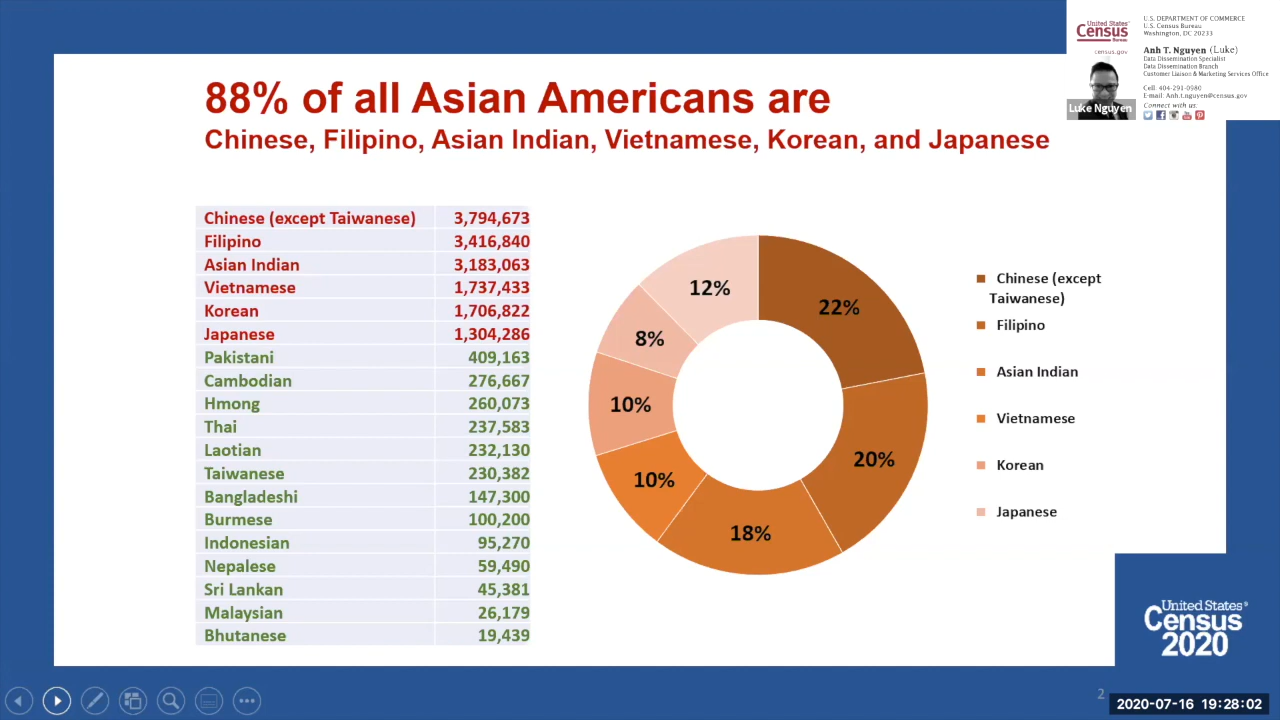 88% of all Asian Americans are
Chinese, Filipino, Asian Indian, Vietnamese, Korean, and Japanese
United States®
Census
Bureau
census.gov
Luke Nguyen
U.S. DEPARTMENT OF COMMERCE
U.S. Census Bureau
Washington, DC 20233
Anh T. Nguyen (Luke)
Data Dissemination Specialist
Data Dissemination Branch
Customer Liaison & Marketing Services Office
Cell: 404-291-0980
E-mail: Anh.t.nguyen@census.gov
Connect with us.
Chinese (except Taiwanese) 3,794,673
Filipino 3,416,840
Asian Indian 3,183,063
Vietnamese 1,737,433
Korean 1,706,822
Japanese 1,304,286
Pakistani 409,163
Cambodian 276,667
Hmong 260,073
Thai 237,583
Laotian 232,130
Taiwanese 230,382
Bangladeshi 147,300
Burmese 100,200
Indonesian 95,270
Nepalese 59,490
Sri Lankan 45,381
Malaysian 26,179
Bhutanese 19,439
22%
20%
18%
10%
10%
8%
12%
Chinese (except
Taiwanese)
Filipino
Asian Indian
Vietnamese
Korean
Japanese
United States®
Census
2020
2
2020-07-16 19:28:02